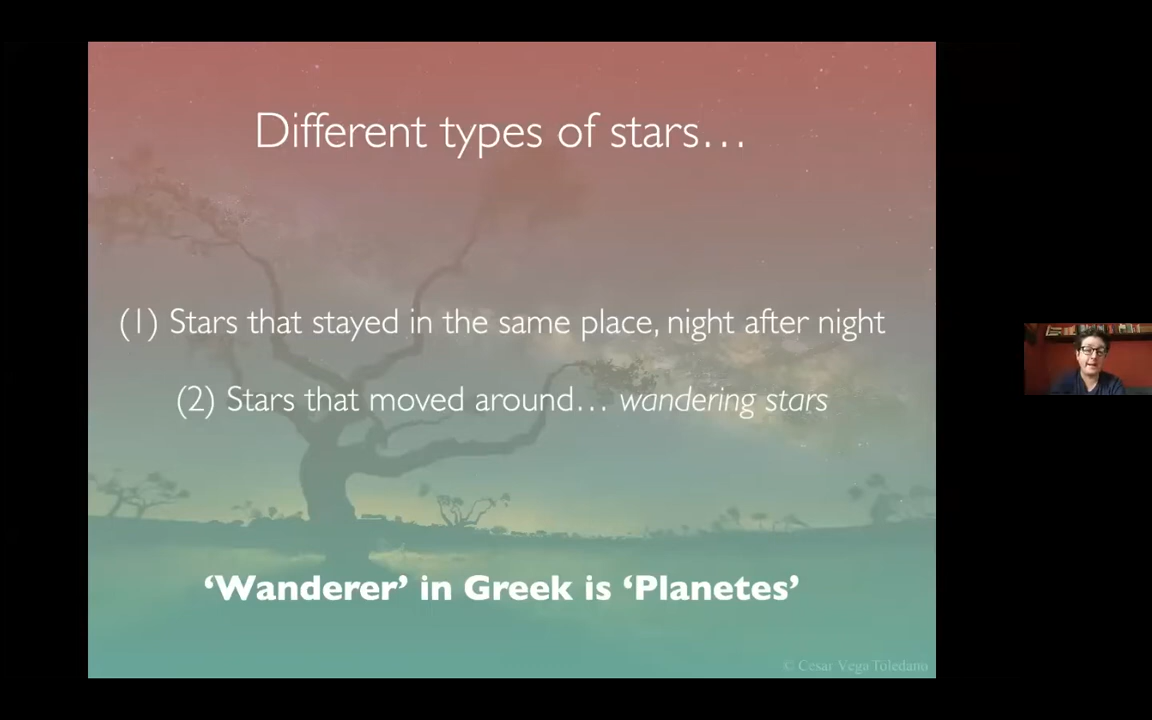 Different types of stars…
(1) Stars that stayed in the same place, night after night
(2) Stars that moved around… wandering stars
‘Wanderer’ in Greek is ‘Planetes’
© Cesar Vega Toledano